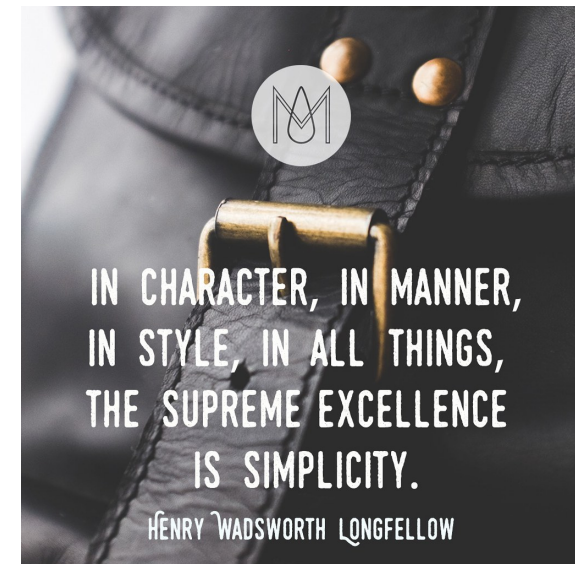 IN CHARACTER, IN MANNER,
IN STYLE, IN ALL THINGS,
THE SUPREME EXCELLENCE
IS SIMPLICITY.
HENRY WADSWORTH LONGFELLOW